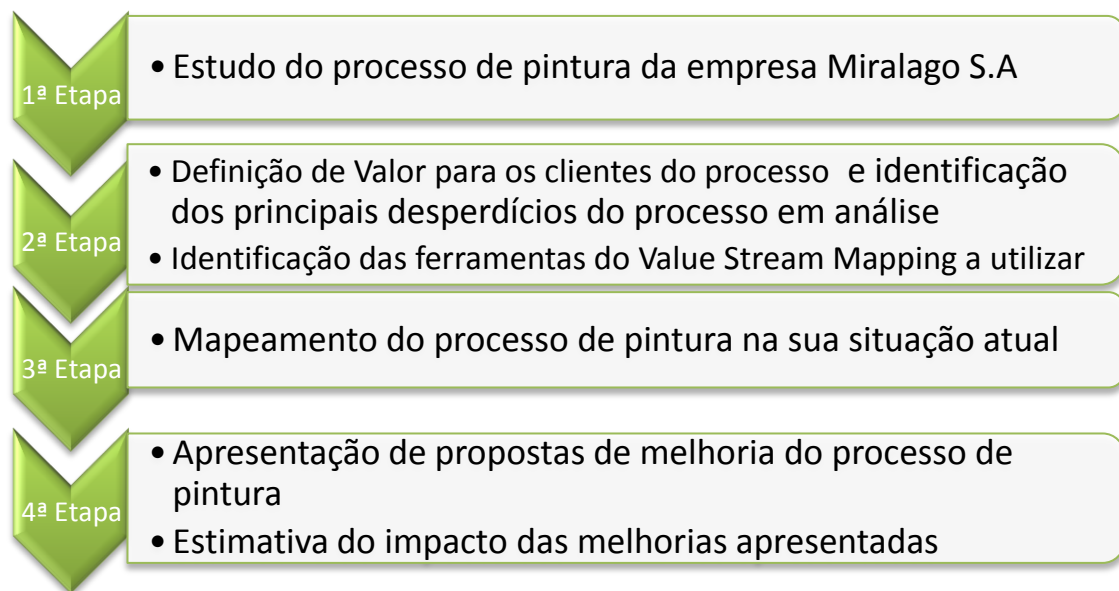 1ª Etapa
• Estudo do processo de pintura da empresa Miralago S.A
2ª Etapa
• Definição de Valor para os clientes do processo e identificação
dos principais desperdícios do processo em análise
• Identificação das ferramentas do Value Stream Mapping a utilizar
3ª Etapa
• Mapeamento do processo de pintura na sua situação atual
4ª Etapa
• Apresentação de propostas de melhoria do processo de
pintura
• Estimativa do impacto das melhorias apresentadas